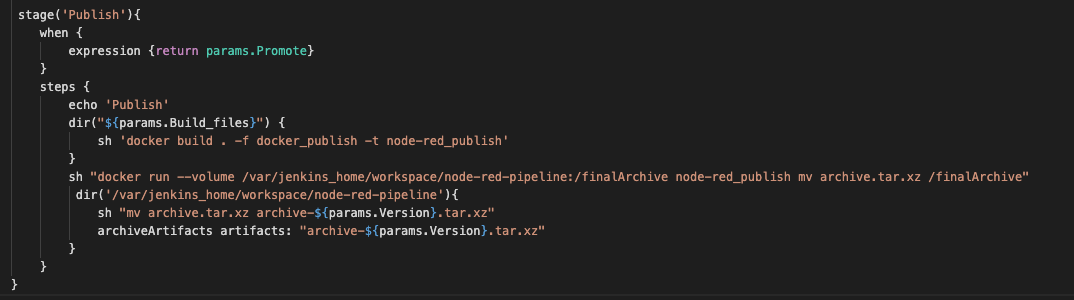 stage('Publish'){
when {
expression {return params.Promote}
}
steps {
echo 'Publish'
dir("${params.Build_files}") {
sh 'docker build . -f docker_publish -t node-red_publish'
}
sh "docker run --volume /var/jenkins_home/workspace/node-red-pipeline:/finalArchive node-red_publish mv archive.tar.xz /finalArchive"
dir('/var/jenkins_home/workspace/node-red-pipeline'){
sh "mv archive.tar.xz archive-${params.Version}.tar.xz"
archiveArtifacts artifacts: "archive-${params.Version}.tar.xz"
}
}
}